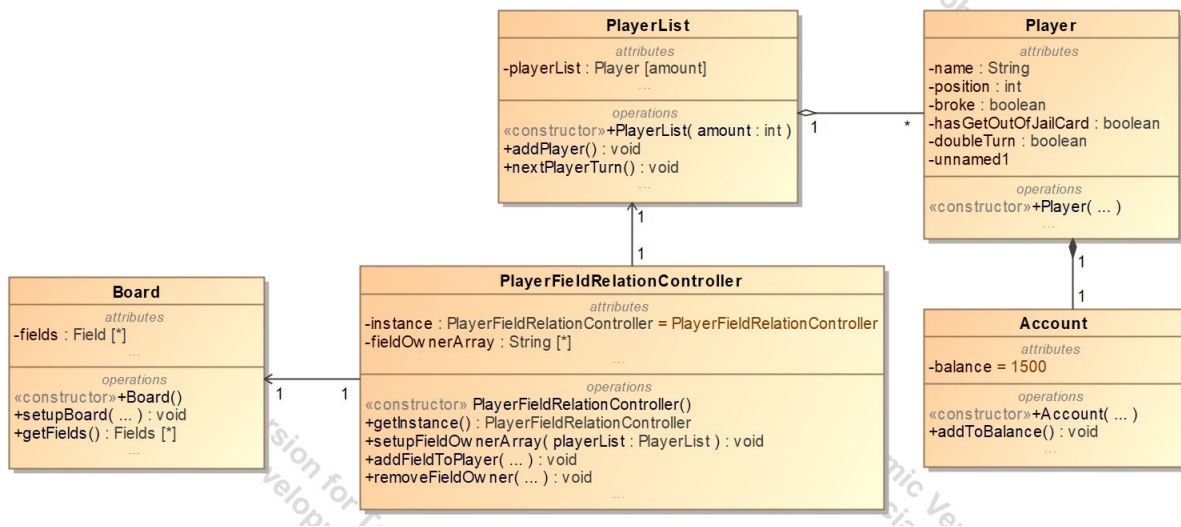 PlayerList
attributes
-playerList : Player [amount]
...
operations
«constructor»+PlayerList( amount : int )
+addPlayer() : void
+nextPlayerTurn() : void
...
Player
attributes
-name : String
-position : int
-broke : boolean
-hasGetOutOfJailCard : boolean
-doubleTurn : boolean
-unnamed1
operations
«constructor»+Player( ... )
...
1
*
1
1
1
1
Board
attributes
-fields : Field [*]
...
operations
«constructor»+Board()
+setupBoard( ... ) : void
+getFields() : Fields [*]
...
1
1
PlayerFieldRelationController
attributes
-instance : PlayerFieldRelationController = PlayerFieldRelationController
-fieldOwnerArray : String [*]
...
operations
«constructor» PlayerFieldRelationController()
+getInstance() : PlayerFieldRelationController
+setupFieldOwnerArray( playerList : PlayerList ) : void
+addFieldToPlayer( ... ) : void
+removeFieldOwner( ... ) : void
...
Account
attributes
-balance = 1500
operations
«constructor»+Account( ... )
+addToBalance() : void
...